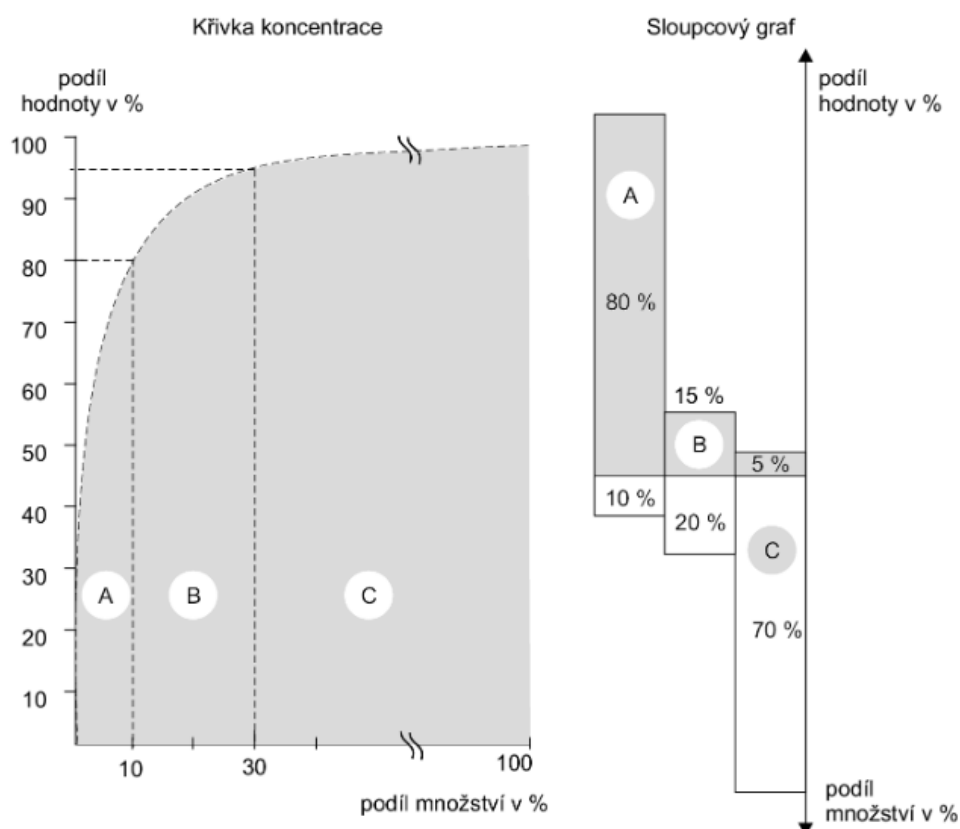 Křivka koncentrace
podíl
hodnoty v %
100
90
80
70
60
50
40
30
20
10
A
B
C
10
30
100
podíl množství v %
Sloupcový graf
podíl
hodnoty v %
A
80 %
15 %
B
5 %
10 %
20 %
C
70 %
podíl
množství v %